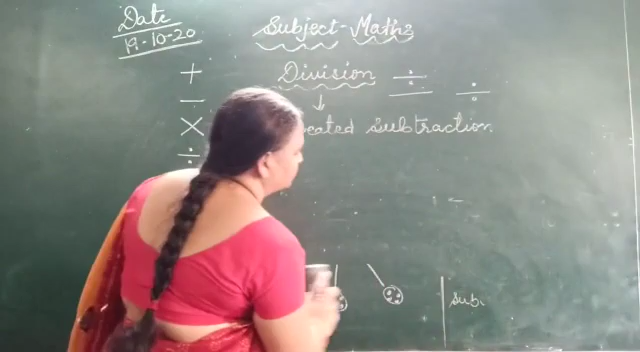 Date
19-10-20
Subject-Maths
+
Division ÷ ÷
−
↓
×
eated subtraction
÷
sub